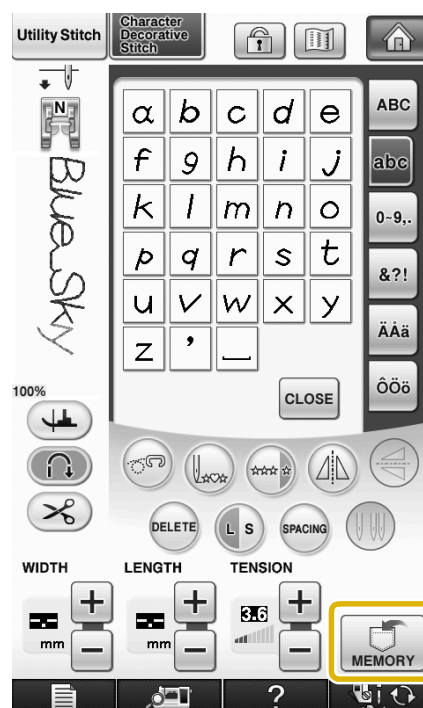 Utility Stitch
Character
Decorative
Stitch
N
Blue_Sky
a b c d e
f g h i j
k l m n o
p q r s t
u v w x y
z ’ _
ABC
abc
0~9,.
&?!
ÄÅä
ÔÖö
CLOSE
100%
DELETE
L S
SPACING
WIDTH
LENGTH
TENSION
+
+
+
mm
mm
3.6
−
−
−
MEMORY
?